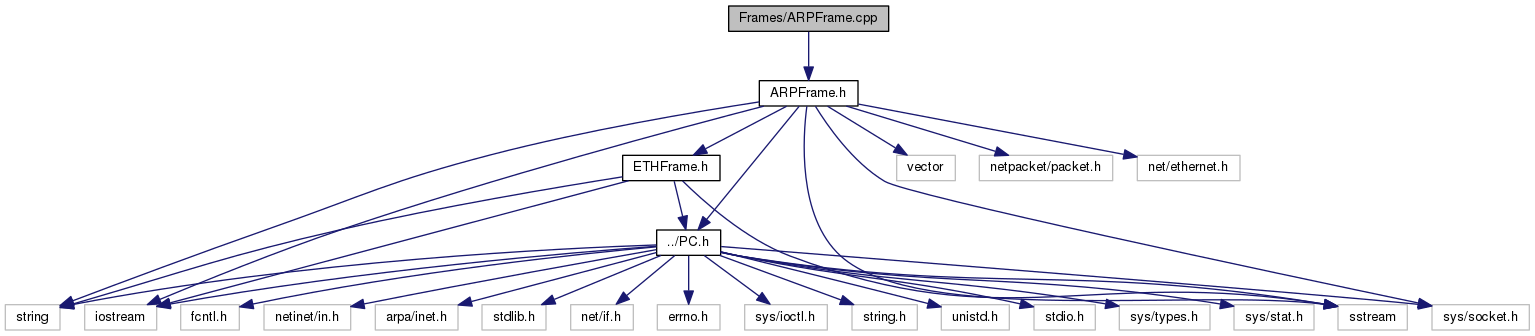 Frames/ARPFrame.cpp
ARPFrame.h
ETHFrame.h
vector
netpacket/packet.h
net/ethernet.h
../PC.h
string
iostream
fcntl.h
netinet/in.h
arpa/inet.h
stdlib.h
net/if.h
errno.h
sys/ioctl.h
string.h
unistd.h
stdio.h
sys/types.h
sys/stat.h
sstream
sys/socket.h